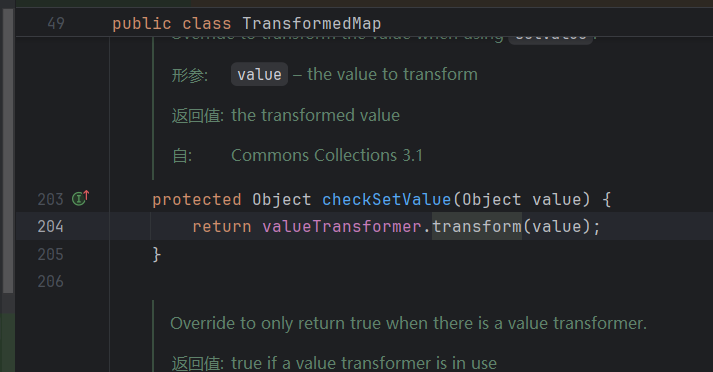 49 public class TransformedMap
Override to transform the value when using setValue.
形参: value – the value to transform
返回值: the transformed value
自: Commons Collections 3.1
203 protected Object checkSetValue(Object value) {
204 return valueTransformer.transform(value);
205 }
206
Override to only return true when there is a value transformer.
返回值: true if a value transformer is in use